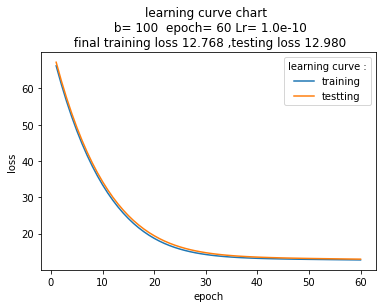 learning curve chart
b= 100 epoch= 60 Lr= 1.0e-10
final training loss 12.768 ,testing loss 12.980
learning curve :
training
testting
60
50
40
30
20
loss
0
10
20
30
40
50
60
epoch